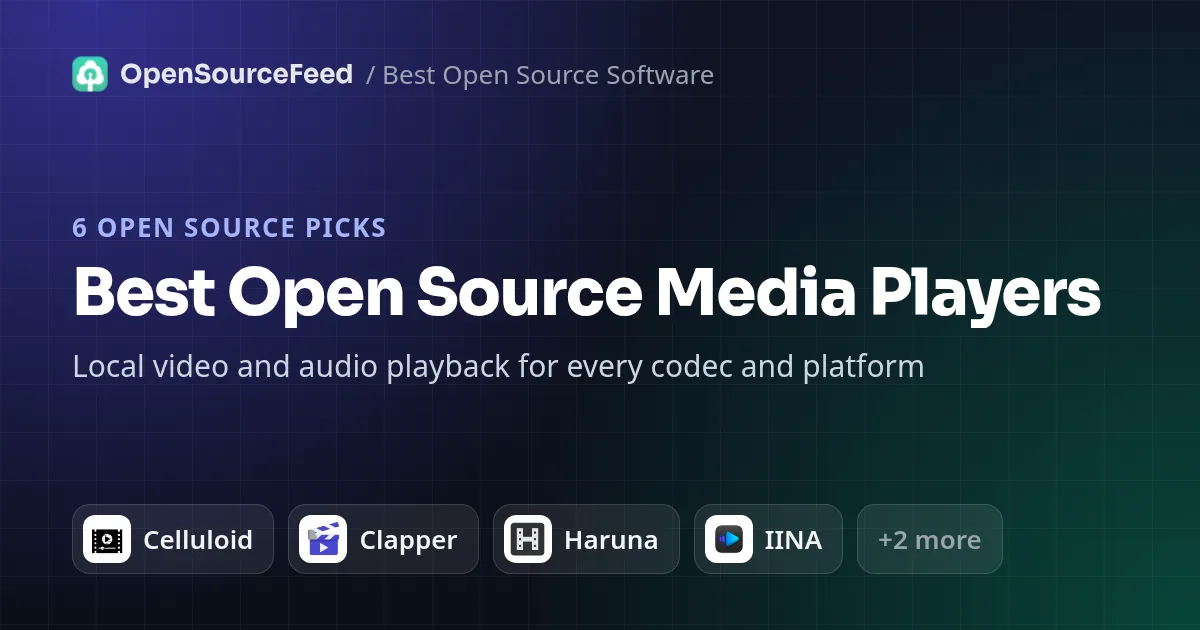 OpenSourceFeed / Best Open Source Software
6 OPEN SOURCE PICKS
Best Open Source Media Players
Local video and audio playback for every codec and platform
Celluloid Clapper Haruna IINA +2 more